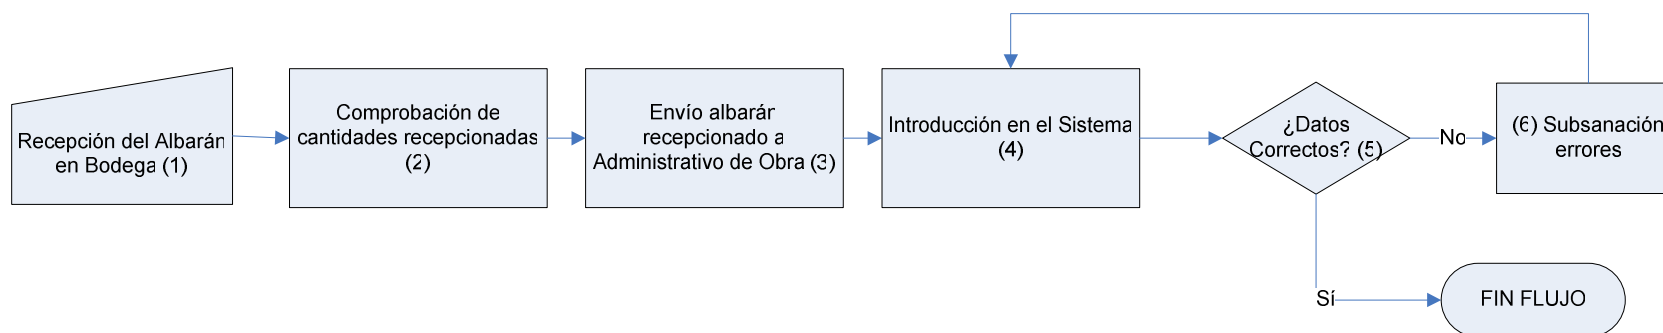 Recepción del Albarán
en Bodega (1)
Comprobación de
cantidades recepcionadas
(2)
Envío albarán
recepcionado a
Administrativo de Obra (3)
Introducción en el Sistema
(4)
¿Datos
Correctos? (5)
No
(6) Subsanación
errores
Sí
FIN FLUJO